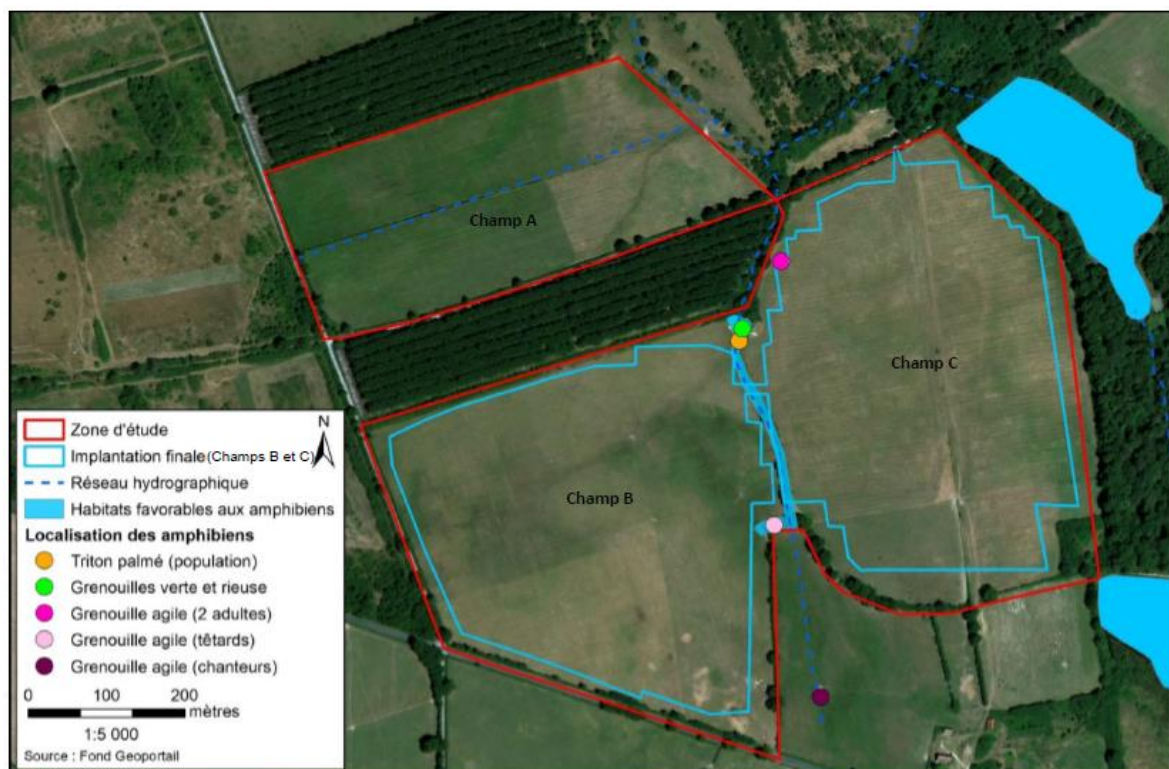 Champ A
Champ C
Champ B
N
Zone d'étude
Implantation finale(Champs B et C)
Réseau hydrographique
Habitats favorables aux amphibiens
Localisation des amphibiens
Triton palmé (population)
Grenouilles verte et rieuse
Grenouille agile (2 adultes)
Grenouille agile (têtards)
Grenouille agile (chanteurs)
0 100 200
mètres
1:5 000
Source : Fond Geoportail